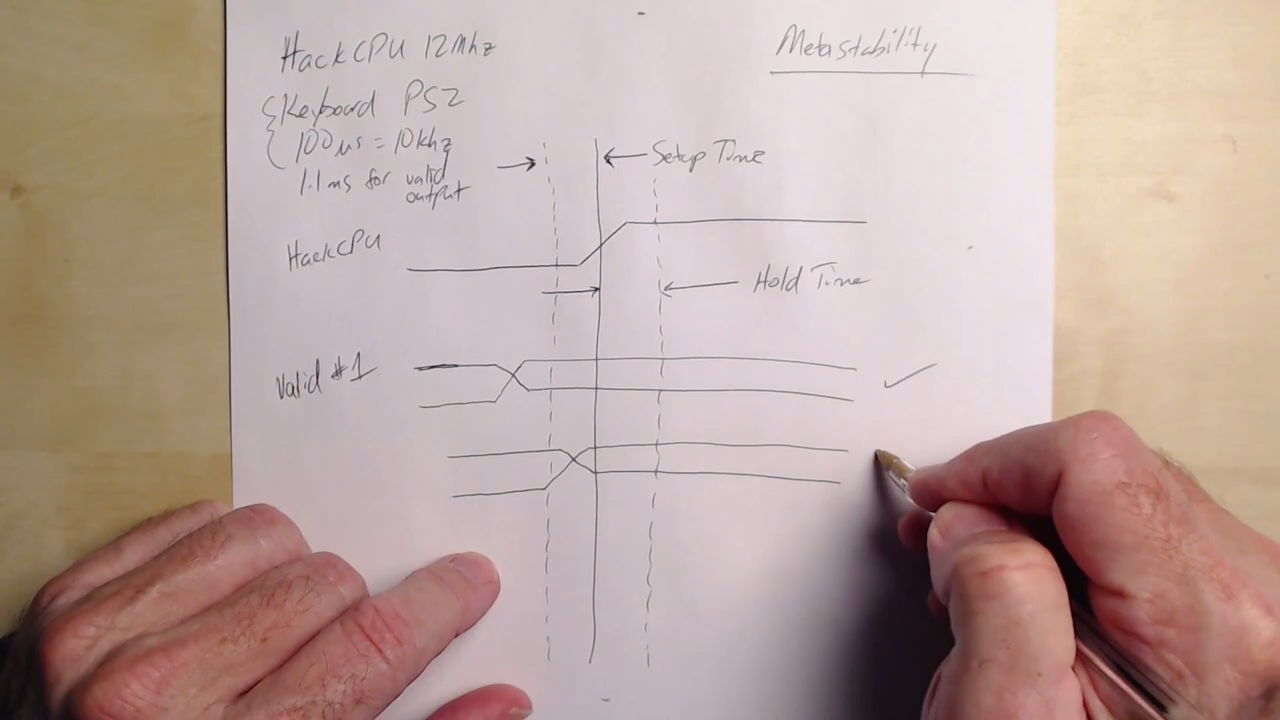 HackCPU 12Mhz
Metastability
Keyboard PS2
100us = 10khz
1.1ms for valid
output
Setup Time
HackCPU
Hold Time
Valid #1